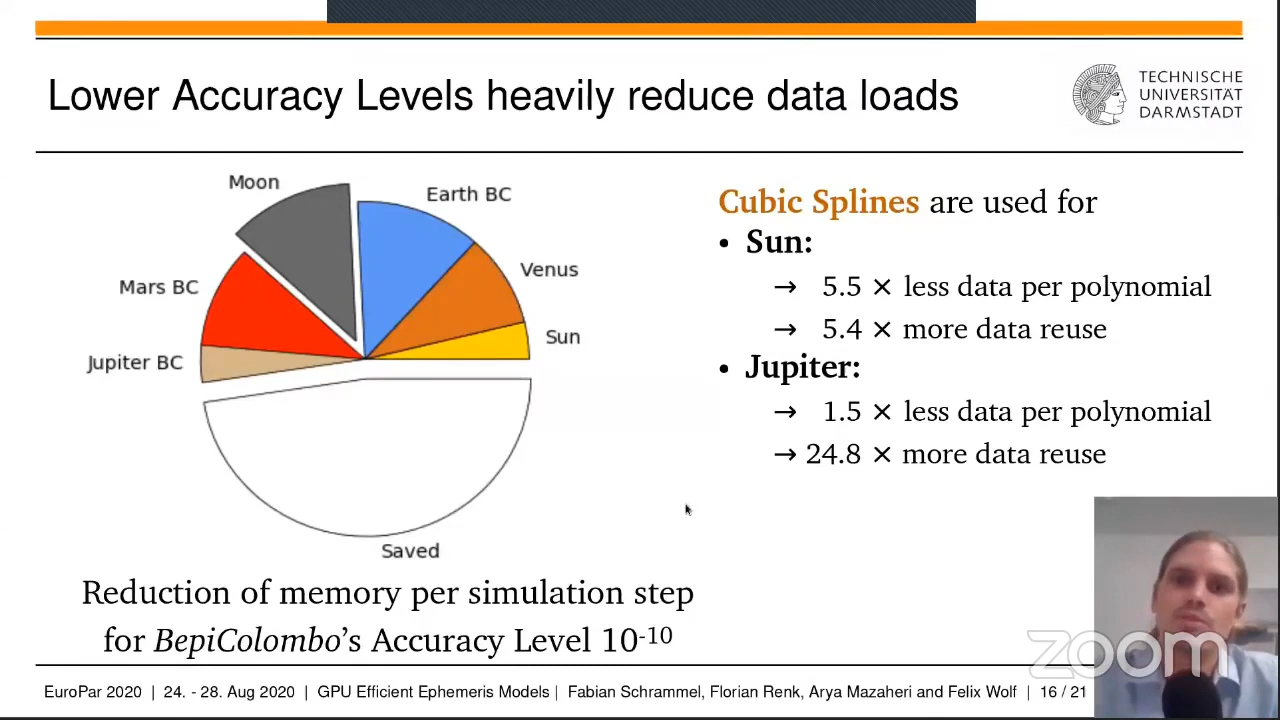 Lower Accuracy Levels heavily reduce data loads
TECHNISCHE
UNIVERSITÄT
DARMSTADT
Moon
Earth BC
Venus
Mars BC
Sun
Jupiter BC
Saved
Reduction of memory per simulation step
for BepiColombo’s Accuracy Level 10-10
Cubic Splines are used for
• Sun:
→ 5.5 × less data per polynomial
→ 5.4 × more data reuse
• Jupiter:
→ 1.5 × less data per polynomial
→ 24.8 × more data reuse
zoom
EuroPar 2020 | 24. - 28. Aug 2020 | GPU Efficient Ephemeris Models | Fabian Schrammel, Florian Renk, Arya Mazaheri and Felix Wolf | 16 / 21